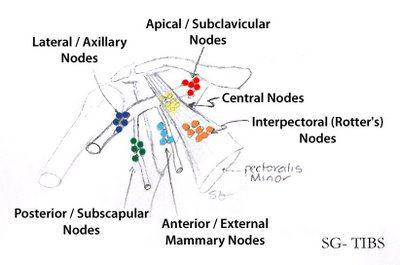 Apical / Subclavicular
Nodes
Lateral / Axillary
Nodes
Central Nodes
Interpectoral (Rotter's)
Nodes
pectoralis
Minor
Posterior / Subscapular
Nodes
Anterior / External
Mammary Nodes
SG- TIBS